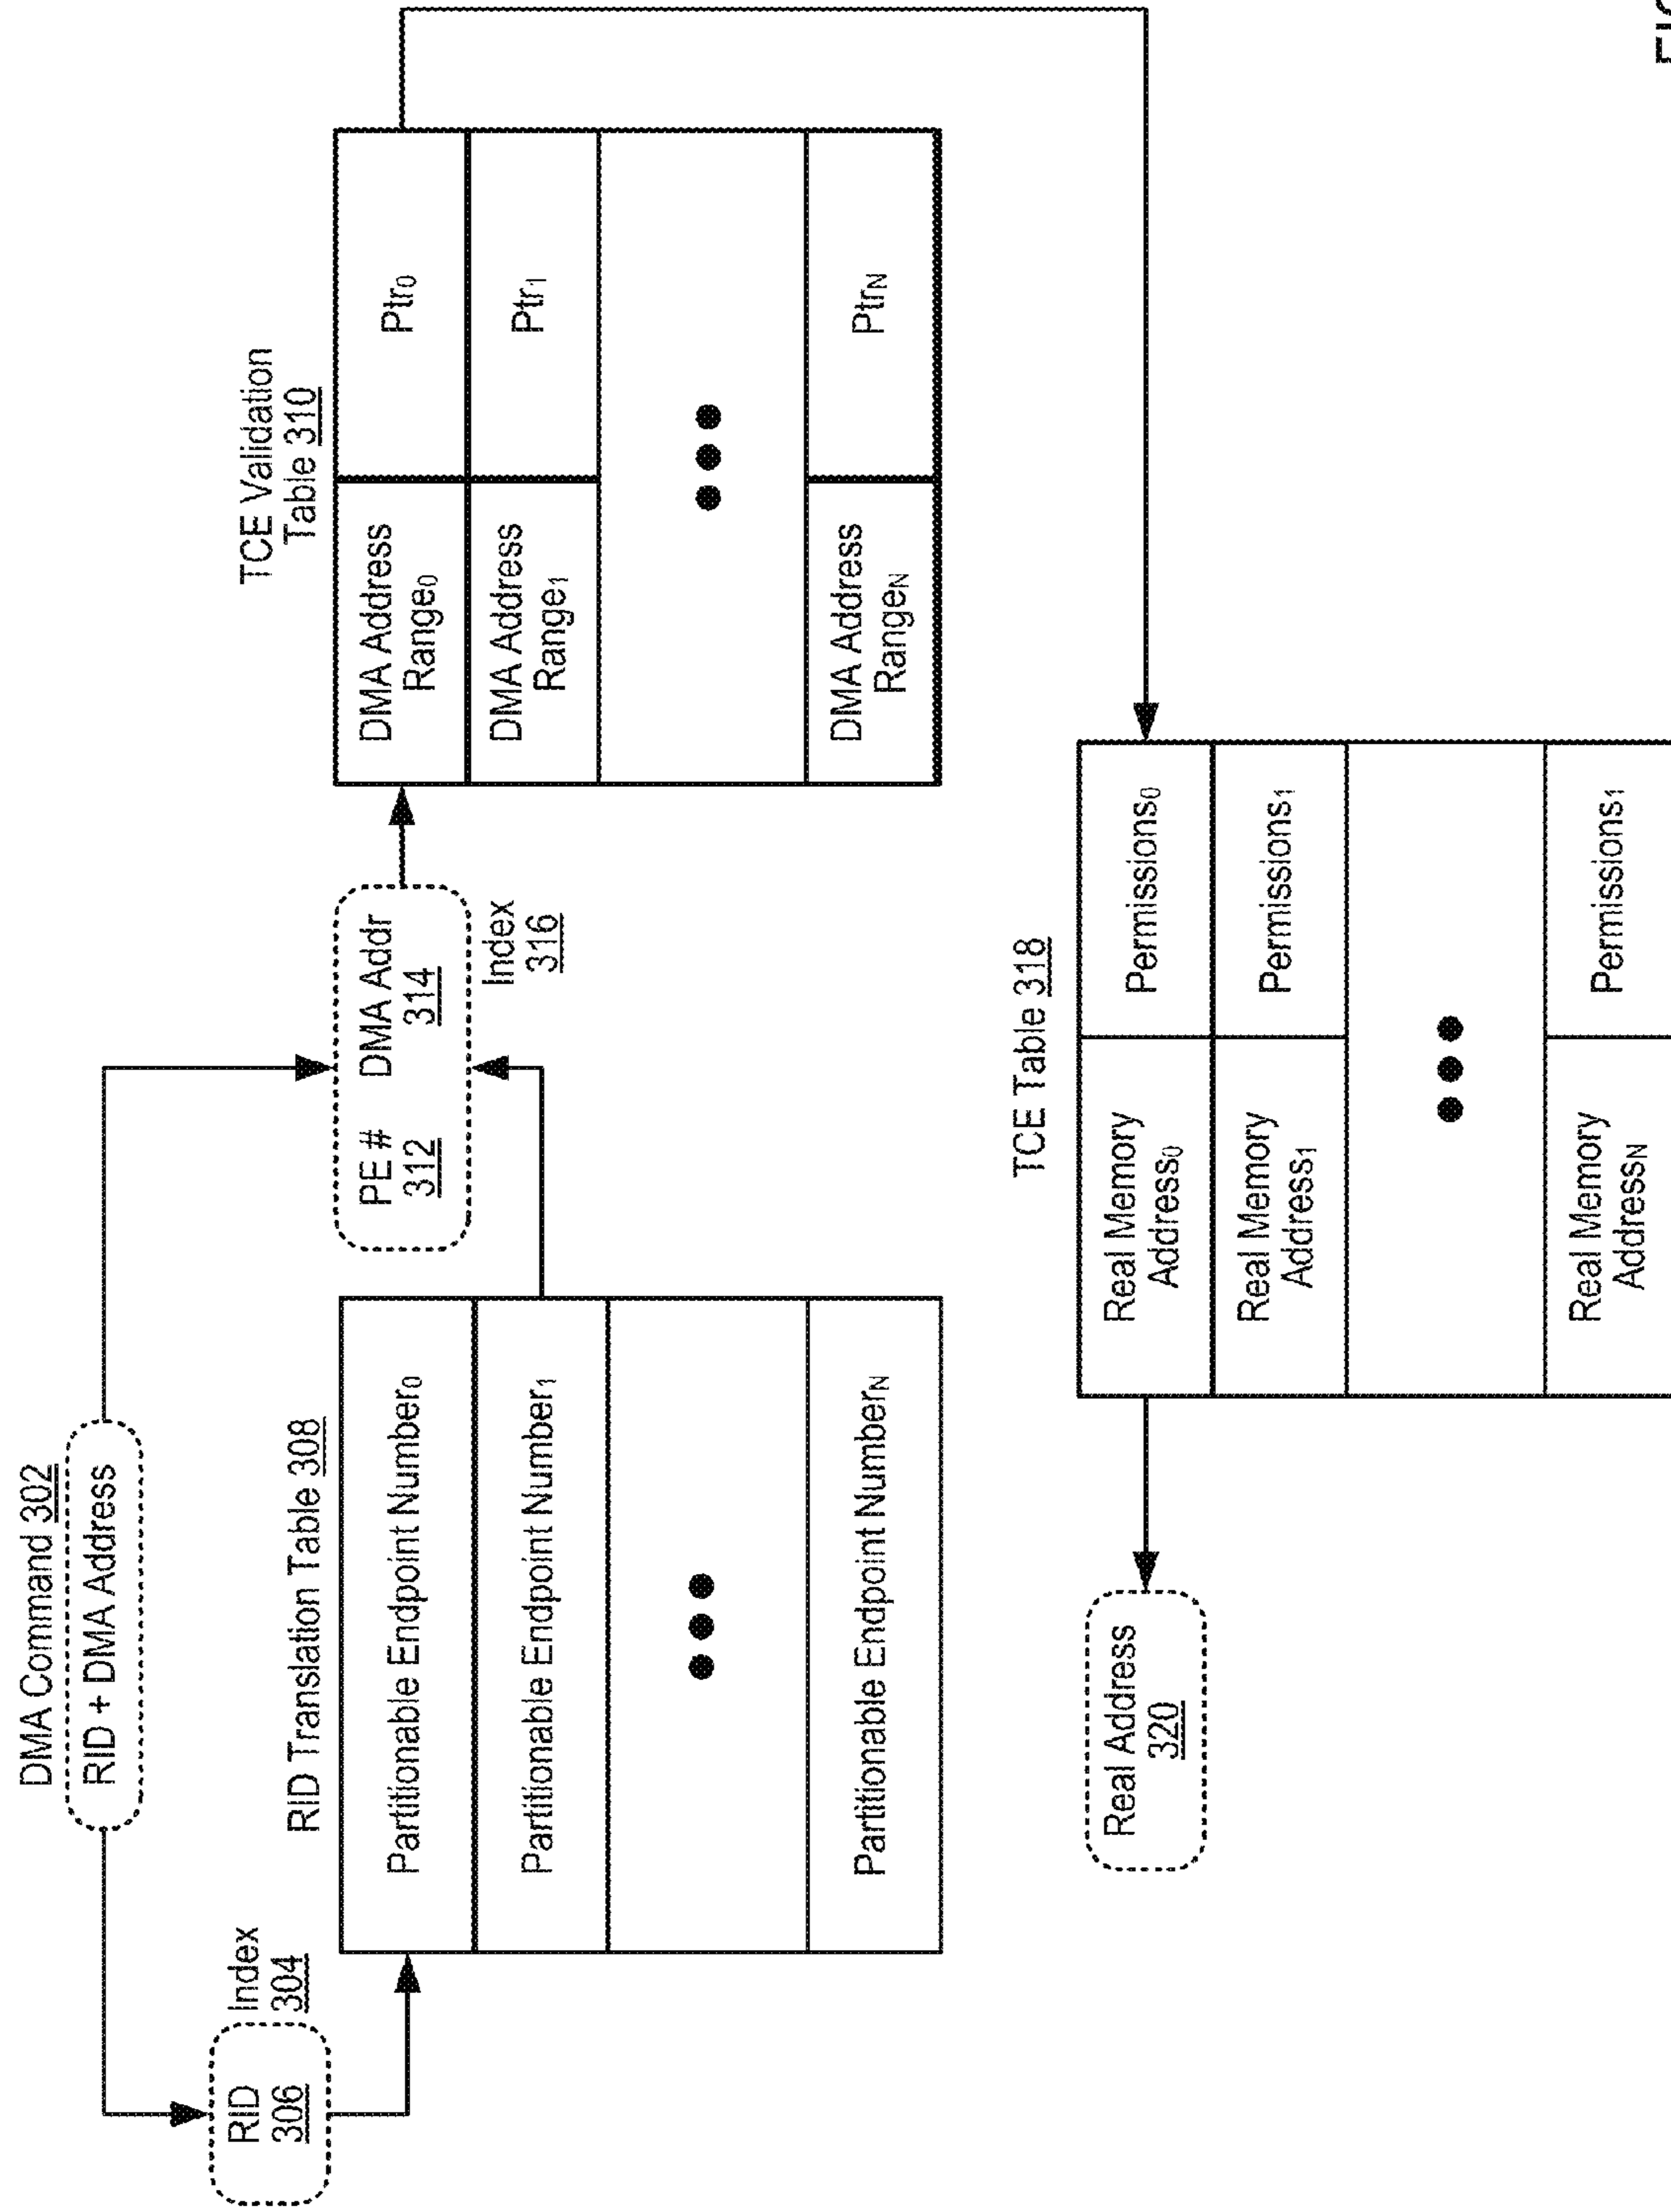 DMA Command 302
RID + DMA Address
RID
306
Index
304
RID Translation Table 308
Partitionable Endpoint Number0
Partitionable Endpoint Number1
Partitionable Endpoint NumberN
PE #
312
DMA Addr
314
Index
316
TCE Validation
Table 310
DMA Address
Range0
Ptr0
DMA Address
Range1
Ptr1
DMA Address
RangeN
PtrN
TCE Table 318
Real Memory
Address0
Permissions0
Real Memory
Address1
Permissions1
Real Memory
AddressN
Permissions1
Real Address
320